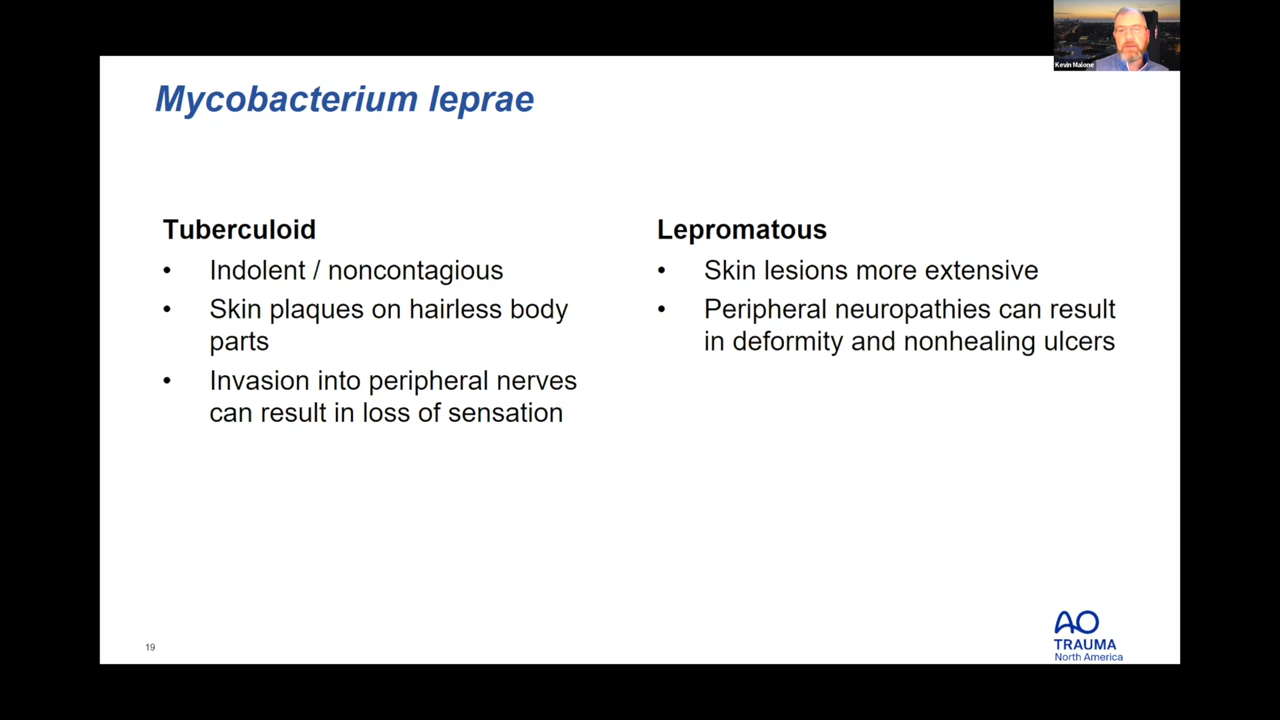 Kevin Malone
Mycobacterium leprae
Tuberculoid
• Indolent / noncontagious
• Skin plaques on hairless body
parts
• Invasion into peripheral nerves
can result in loss of sensation
Lepromatous
• Skin lesions more extensive
• Peripheral neuropathies can result
in deformity and nonhealing ulcers
19
AO
TRAUMA
North America